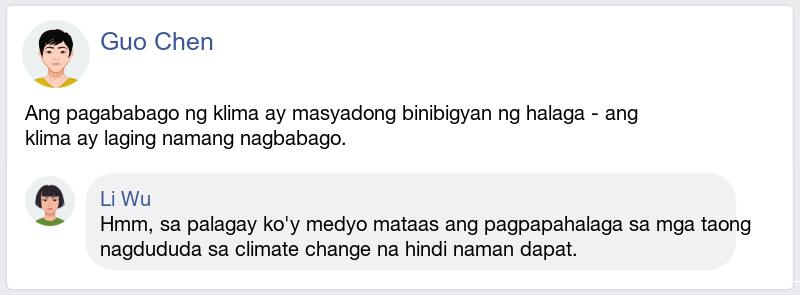 Guo Chen
Ang pagababago ng klima ay masyadong binibigyan ng halaga - ang
klima ay laging namang nagbabago.
Li Wu
Hmm, sa palagay ko'y medyo mataas ang pagpapahalaga sa mga taong
nagdududa sa climate change na hindi naman dapat.